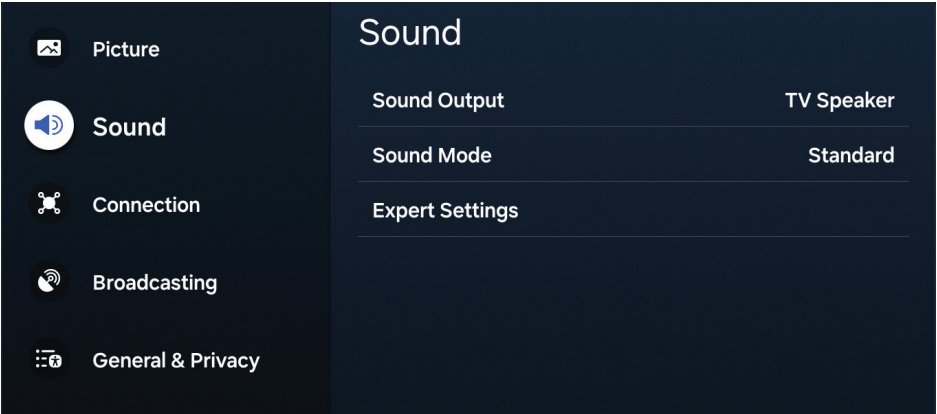 Picture
Sound
Connection
Broadcasting
General & Privacy
Sound
Sound Output TV Speaker
Sound Mode Standard
Expert Settings